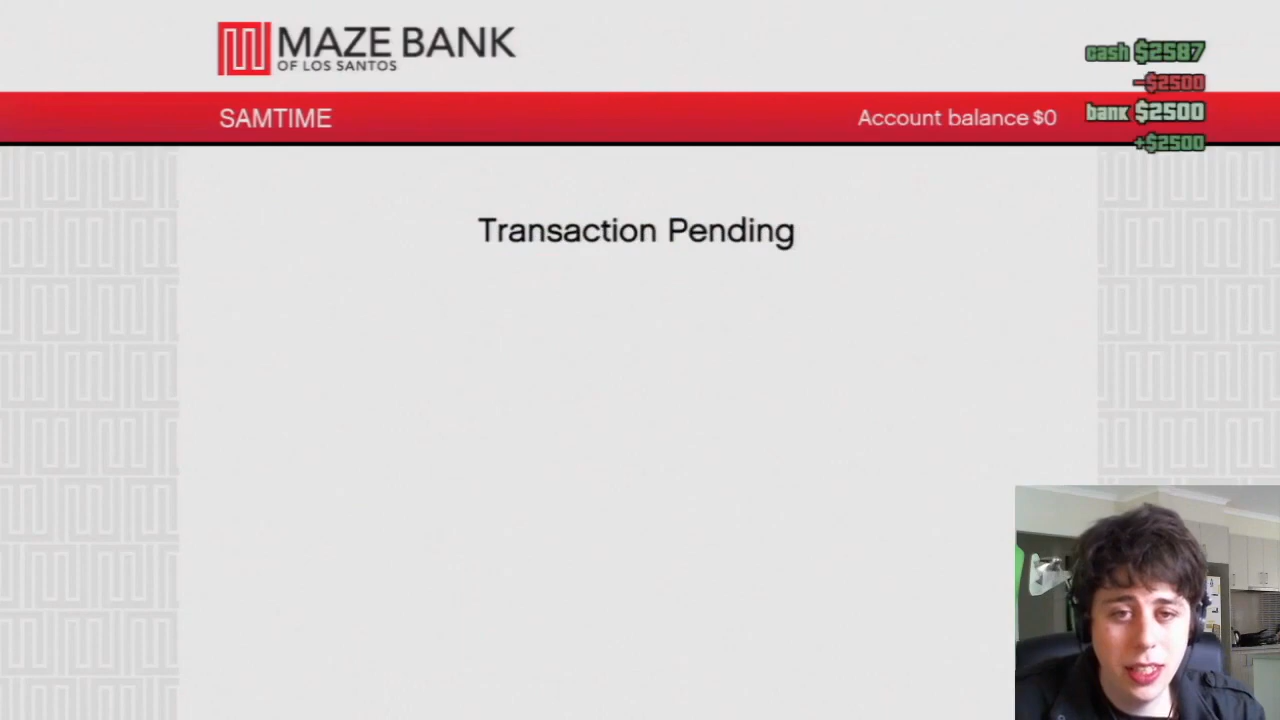 MAZE BANK
OF LOS SANTOS
cash $2587
-$2500
SAMTIME
Account balance $0
bank $2500
+$2500
Transaction Pending